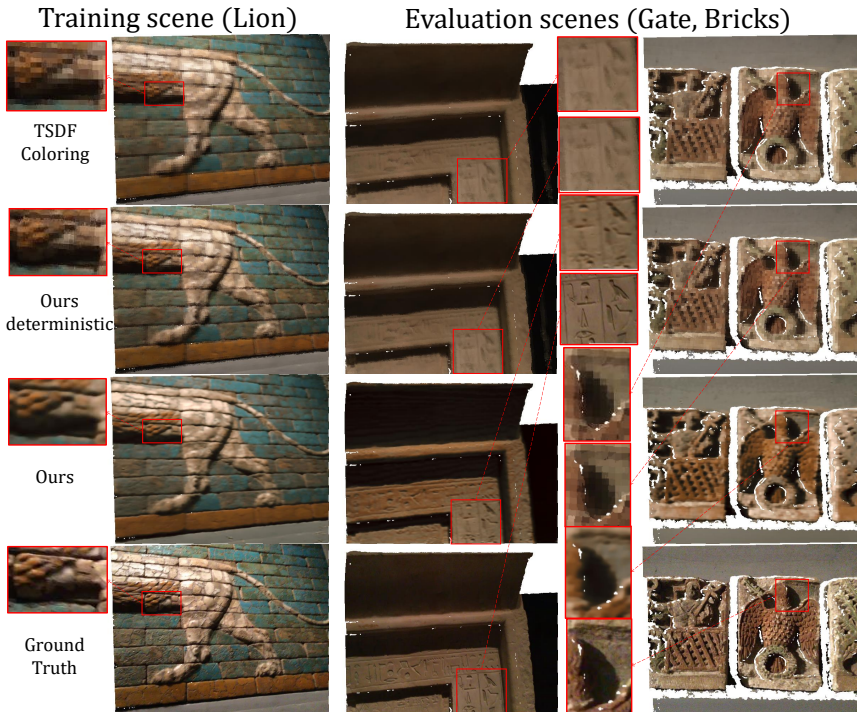 Training scene (Lion)
Evaluation scenes (Gate, Bricks)
TSDF
Coloring
Ours
deterministic
Ours
Ground
Truth